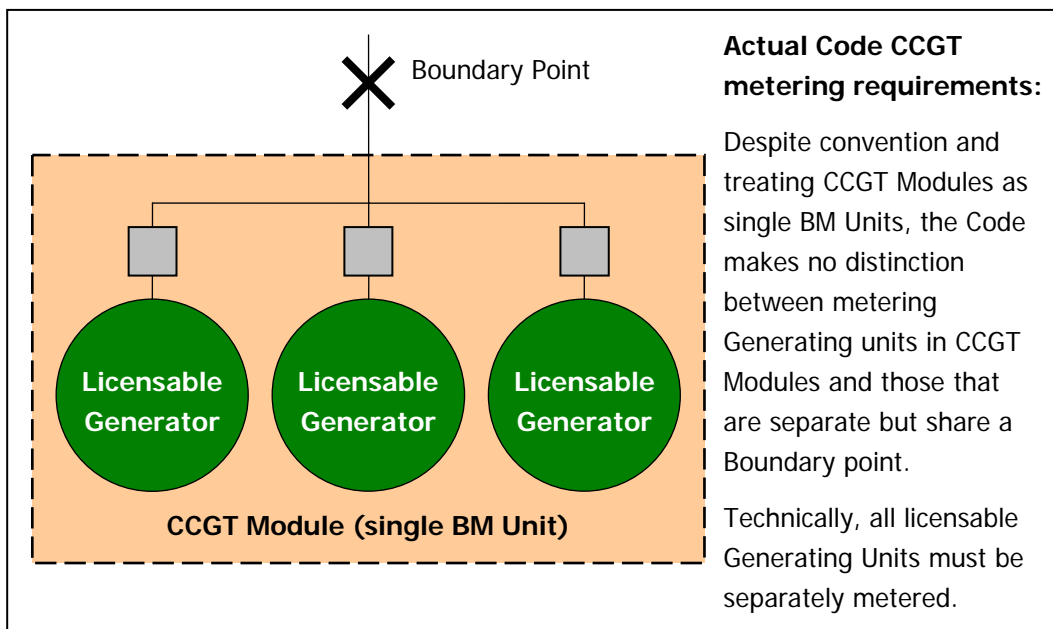 Boundary Point
Licensable
Generator
Licensable
Generator
Licensable
Generator
CCGT Module (single BM Unit)
Actual Code CCGT
metering requirements:
Despite convention and
treating CCGT Modules as
single BM Units, the Code
makes no distinction
between metering
Generating units in CCGT
Modules and those that
are separate but share a
Boundary point.
Technically, all licensable
Generating Units must be
separately metered.